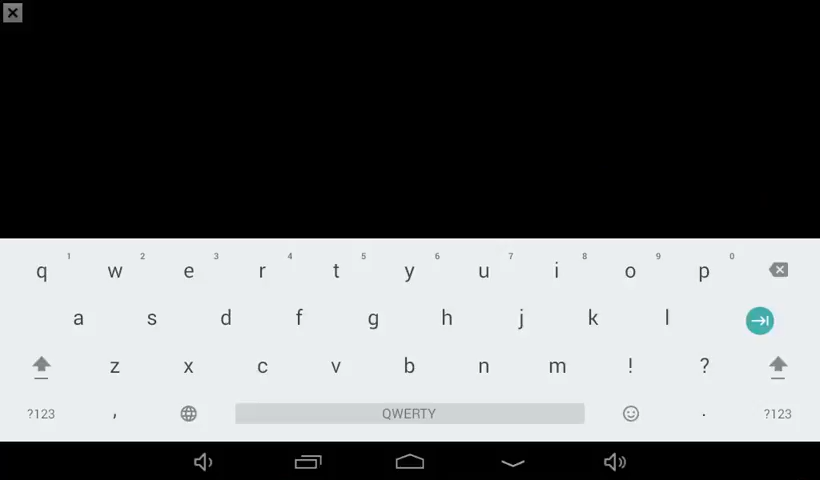 1 2 3 4 5 6 7 8 9 0
q w e r t y u i o p
a s d f g h j k l
z x c v b n m ! ?
?123 , QWERTY . ?123